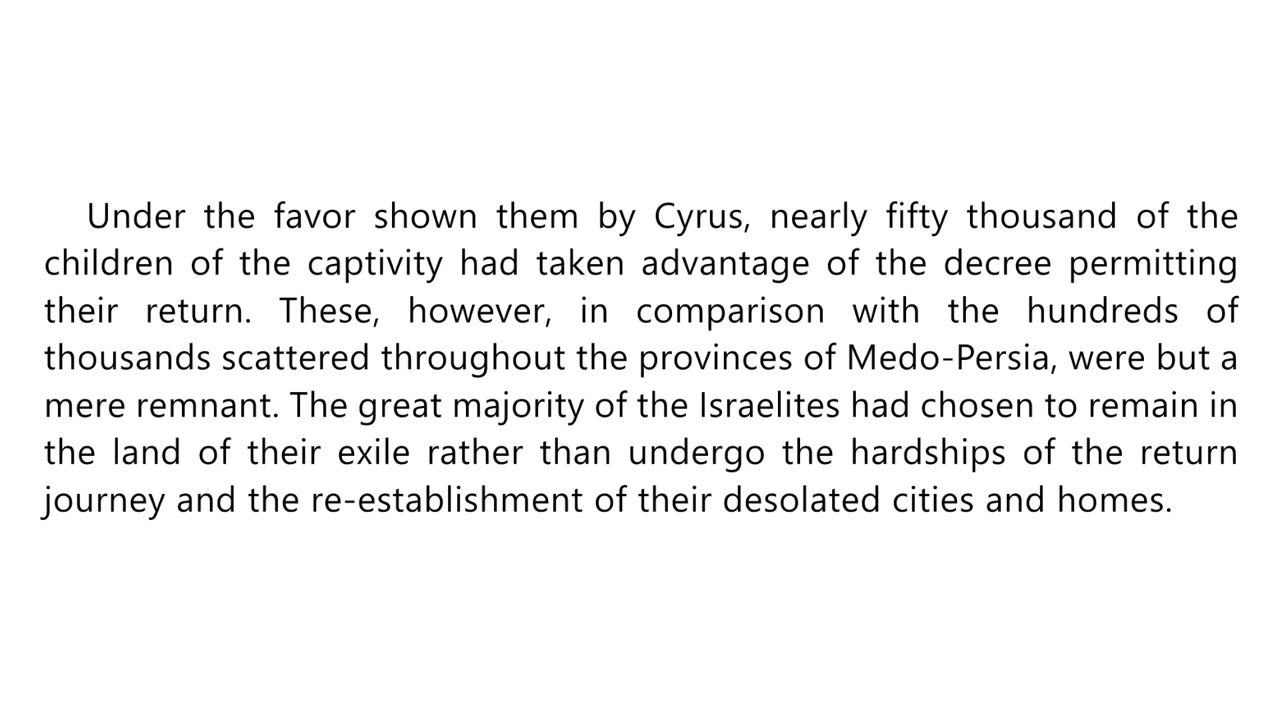 Under the favor shown them by Cyrus, nearly fifty thousand of the
children of the captivity had taken advantage of the decree permitting
their return. These, however, in comparison with the hundreds of
thousands scattered throughout the provinces of Medo-Persia, were but a
mere remnant. The great majority of the Israelites had chosen to remain in
the land of their exile rather than undergo the hardships of the return
journey and the re-establishment of their desolated cities and homes.